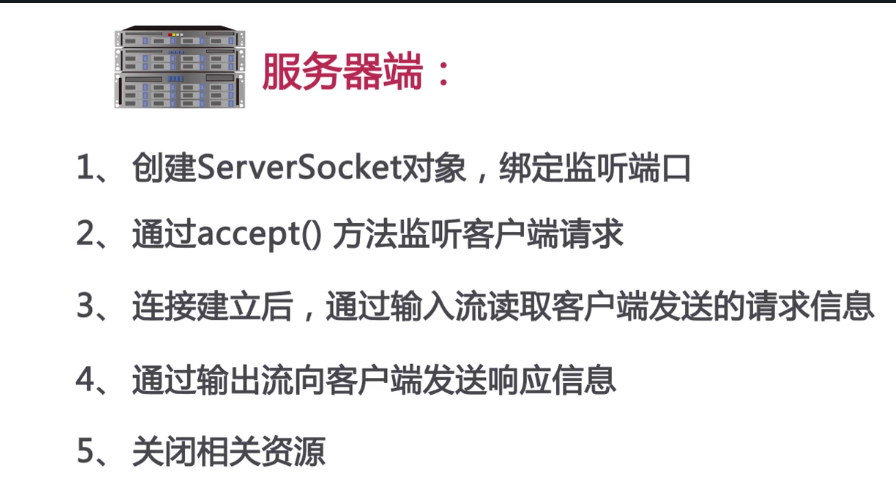 服务器端：
1、创建ServerSocket对象，绑定监听端口
2、通过accept() 方法监听客户端请求
3、连接建立后，通过输入流读取客户端发送的请求信息
4、通过输出流向客户端发送响应信息
5、关闭相关资源